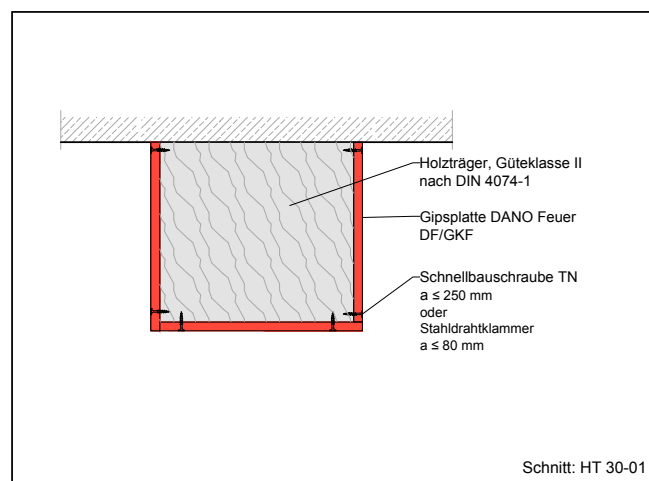 Holzträger, Güteklasse II
nach DIN 4074-1
Gipsplatte DANO Feuer
DF/GKF
Schnellbauschraube TN
a ≤ 250 mm
oder
Stahldrahtklammer
a ≤ 80 mm
Schnitt: HT 30-01